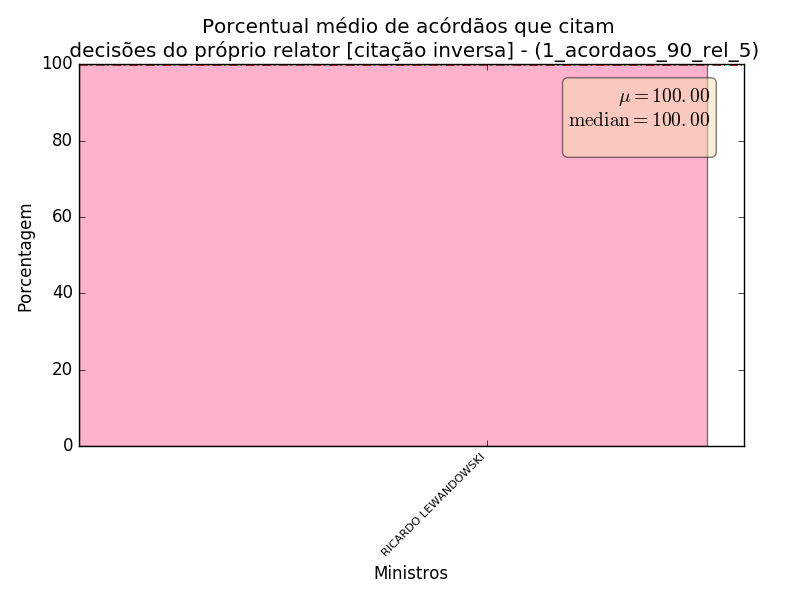 Porcentual médio de acórdãos que citam
decisões do próprio relator [citação inversa] - (1_acordaos_90_rel_5)
100
80
60
40
20
0
Porcentagem
μ = 100.00
median = 100.00
RICARDO LEWANDOWSKI
Ministros